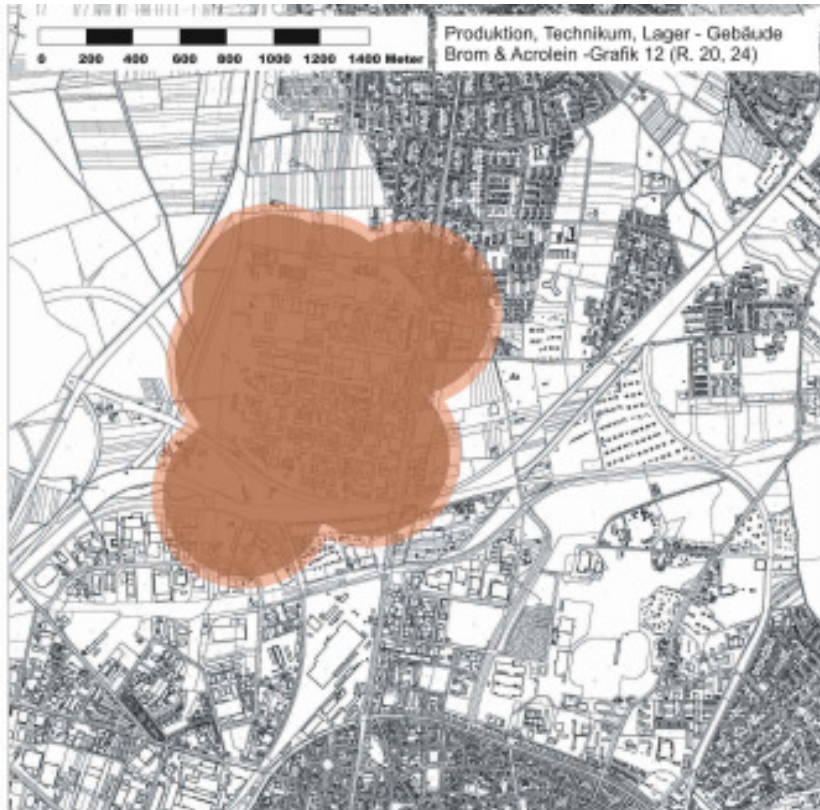 Produktion, Technikum, Lager - Gebäude
Brom & Acrolein -Grafik 12 (R. 20, 24)
0 200 400 600 800 1000 1200 1400 Meter